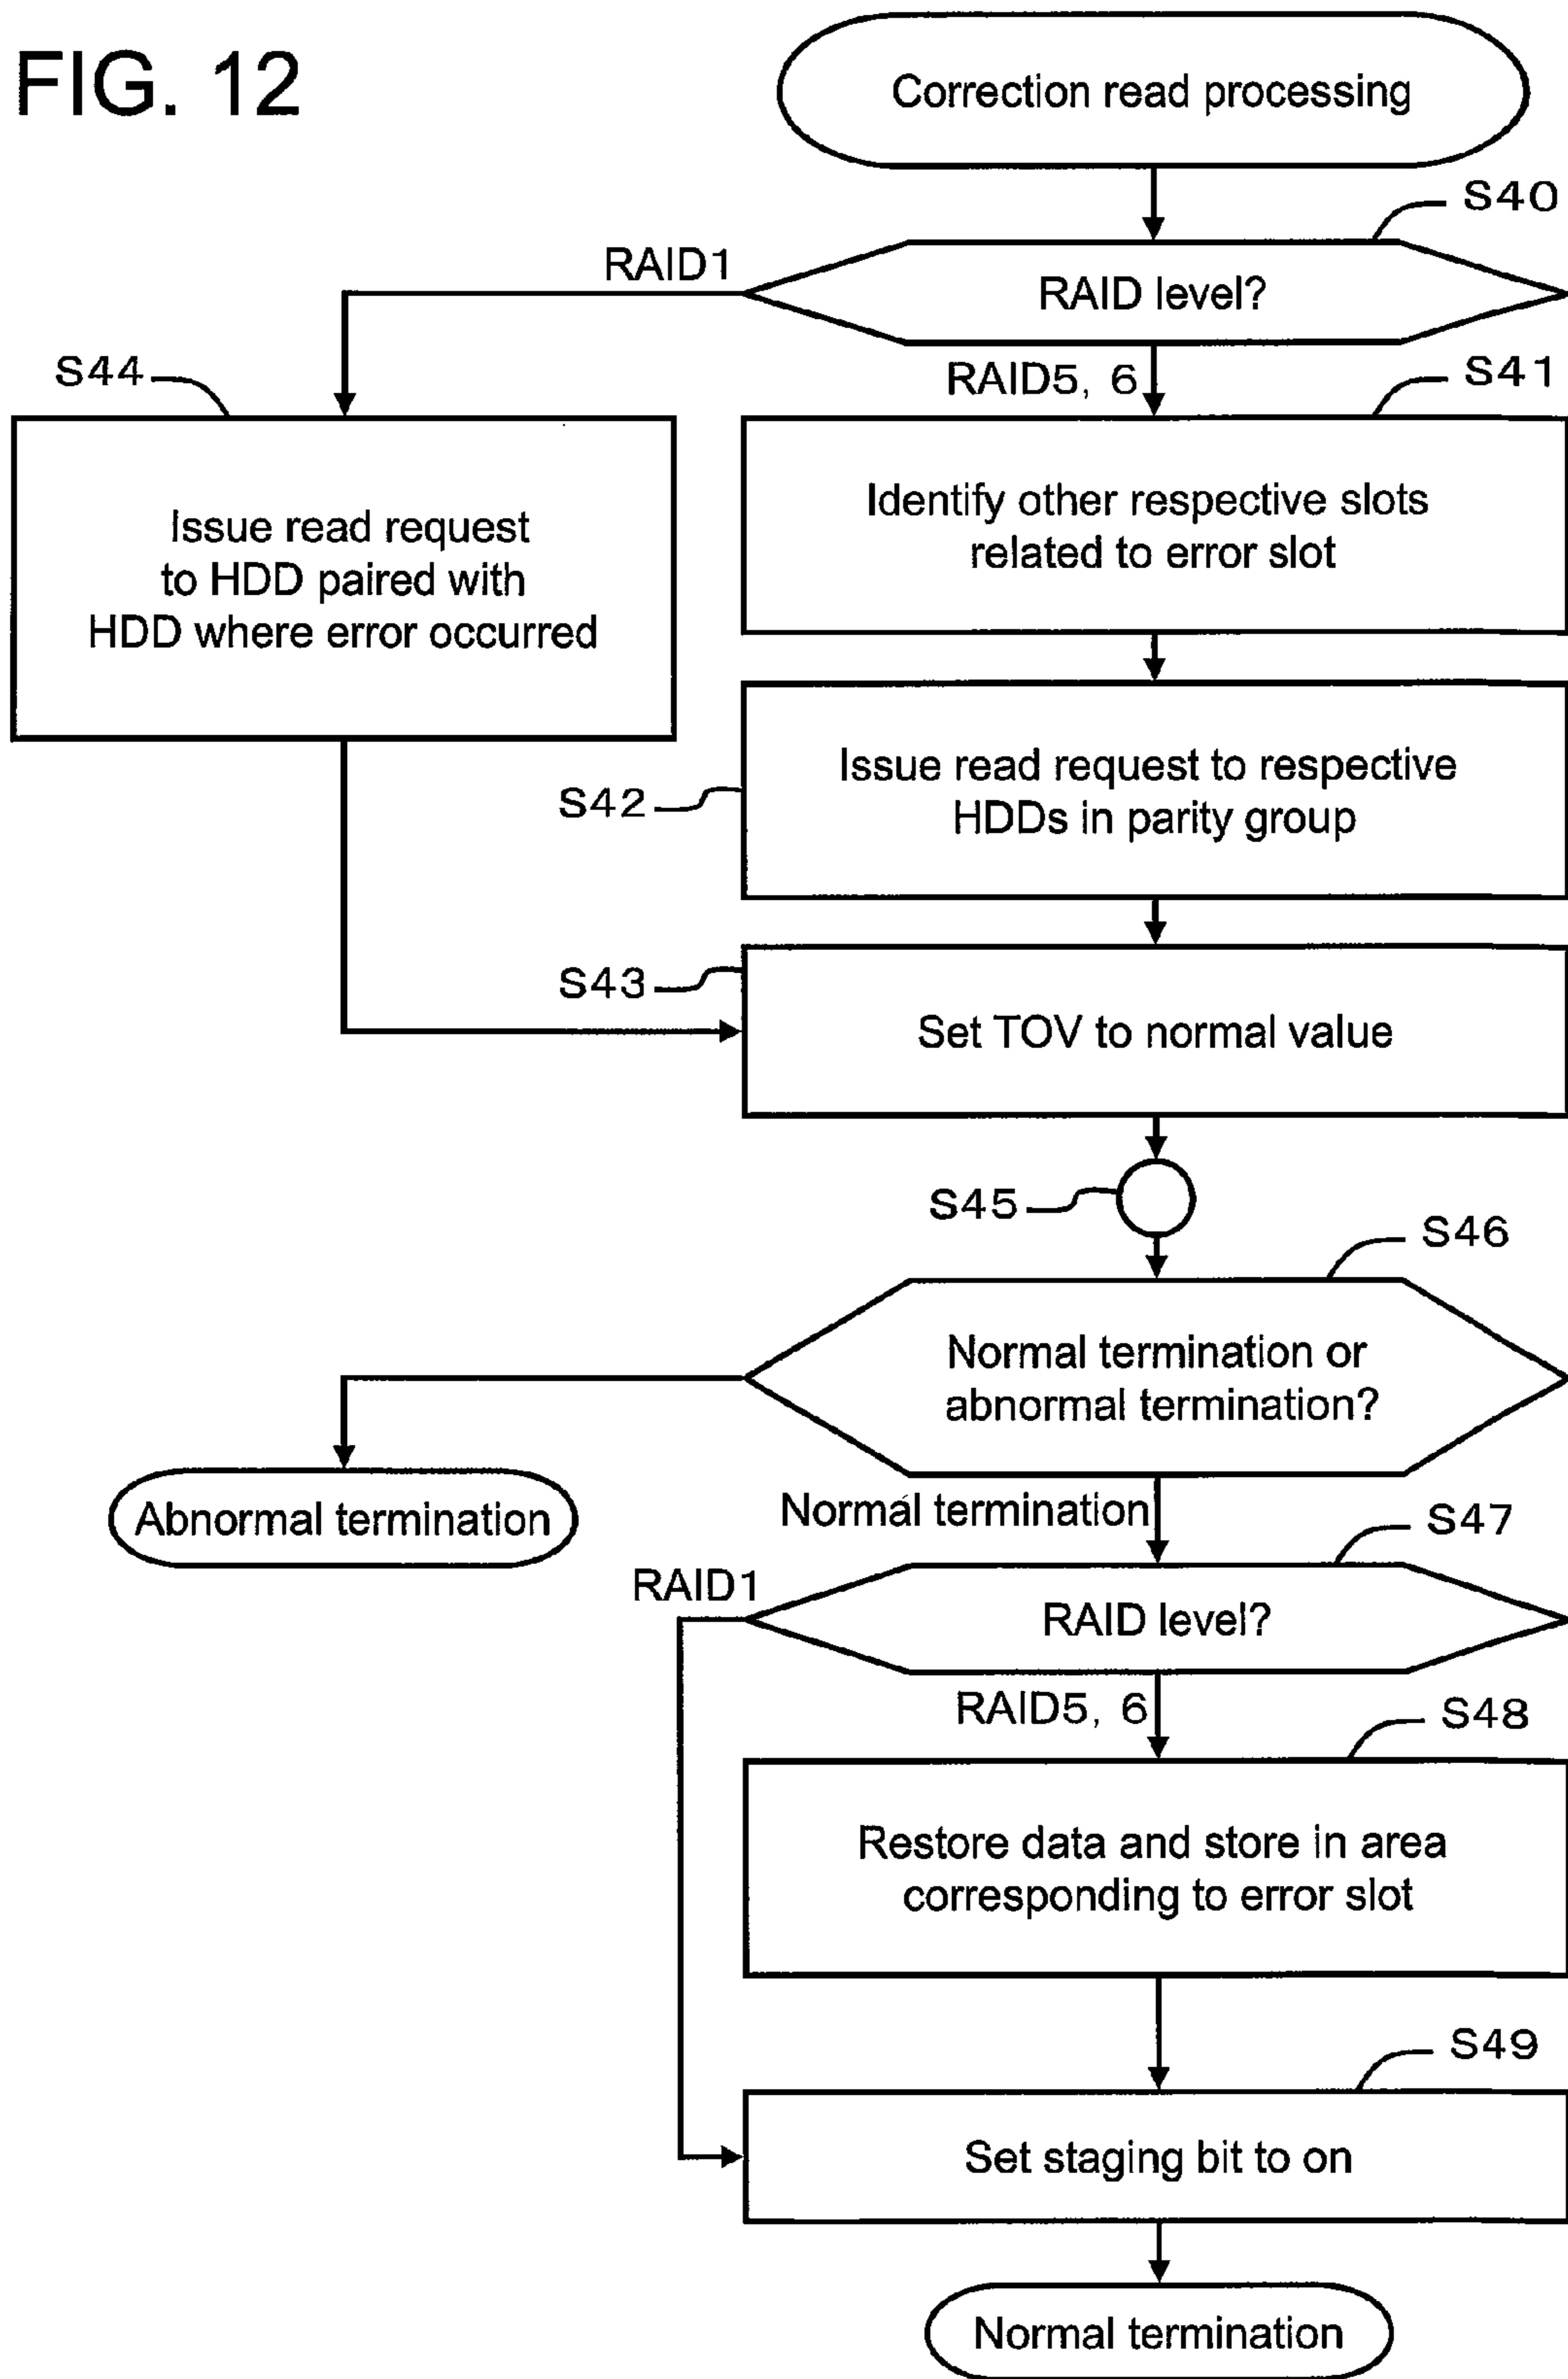 FIG. 12
Correction read processing
S40
RAID1
RAID level?
S44
RAID5, 6
S41
Issue read request
to HDD paired with
HDD where error occurred
Identify other respective slots
related to error slot
S42
Issue read request to respective
HDDs in parity group
S43
Set TOV to normal value
S45
S46
Normal termination or
abnormal termination?
Abnormal termination
Normal termination
S47
RAID1
RAID level?
RAID5, 6
S48
Restore data and store in area
corresponding to error slot
S49
Set staging bit to on
Normal termination